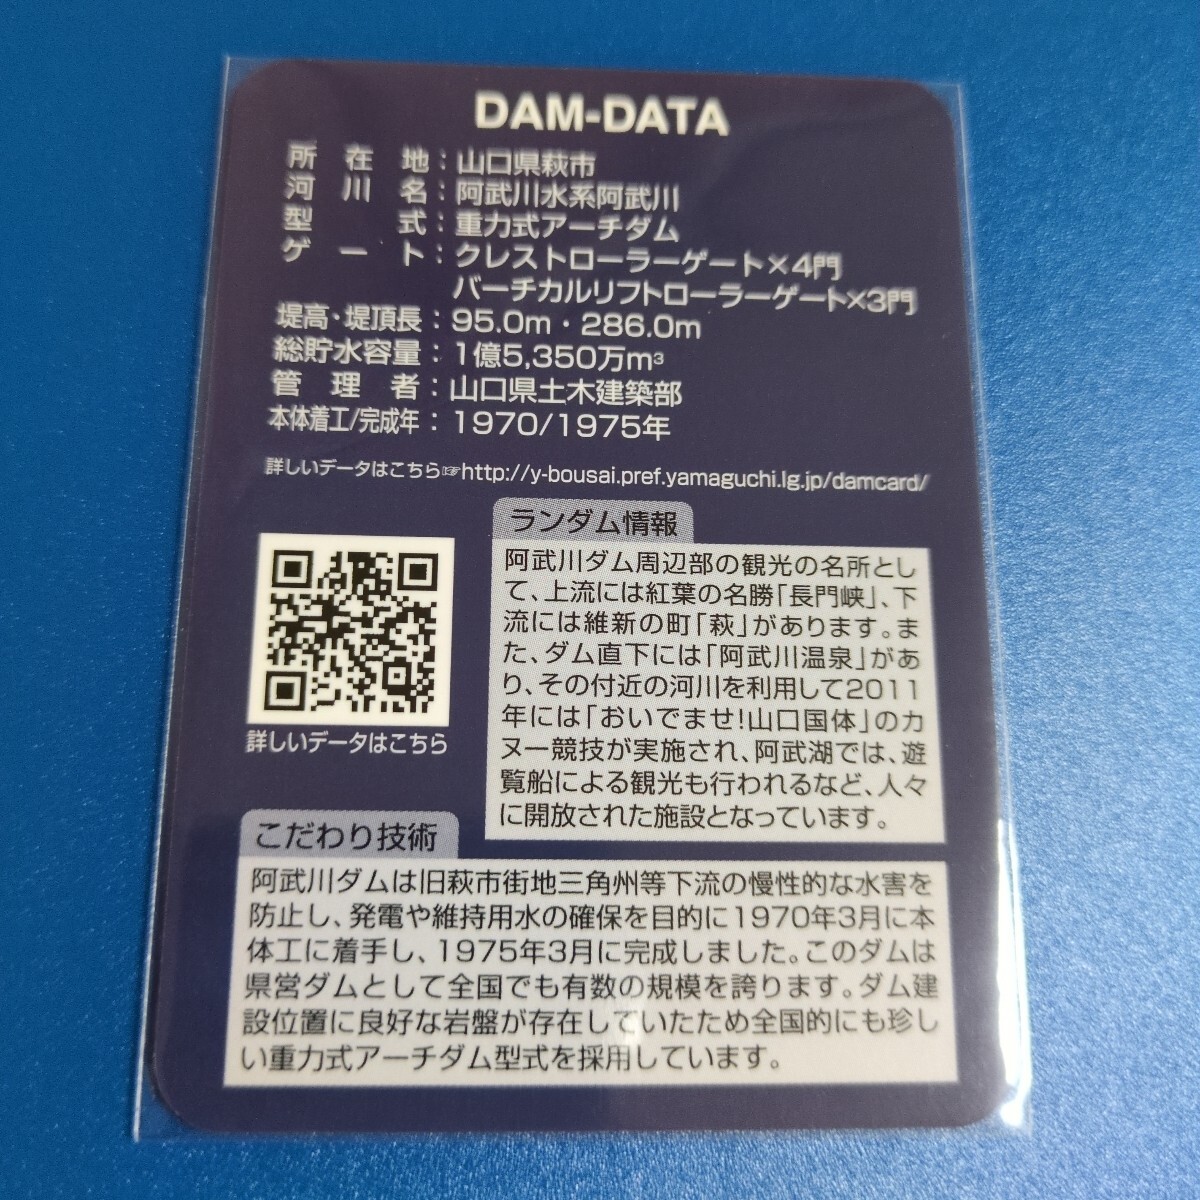 DAM-DATA
所在地：山口県萩市
河川名：阿武川水系阿武川
型式：重力式アーチダム
ゲート：クレストローラーゲート×4門
バーチカルリフトローラーゲート×3門
堤高・堤頂長：95.0m・286.0m
総貯水容量：1億5,350万m³
管理者：山口県土木建築部
本体着工/完成年：1970/1975年
詳しいデータはこちら☞http://y-bousai.pref.yamaguchi.lg.jp/damcard/
ランダム情報
阿武川ダム周辺部の観光の名所とし
て、上流には紅葉の名勝「長門峡」、下
流には維新の町「萩」があります。ま
た、ダム直下には「阿武川温泉」があ
り、その付近の河川を利用して2011
年には「おいでませ!山口国体」のカ
ヌー競技が実施され、阿武湖では、遊
覧船による観光も行われるなど、人々
に開放された施設となっています。
詳しいデータはこちら
こだわり技術
阿武川ダムは旧萩市街地三角州等下流の慢性的な水害を
防止し、発電や維持用水の確保を目的に1970年3月に本
体工に着手し、1975年3月に完成しました。このダムは
県営ダムとして全国でも有数の規模を誇ります。ダム建
設位置に良好な岩盤が存在していたため全国的にも珍し
い重力式アーチダム型式を採用しています。